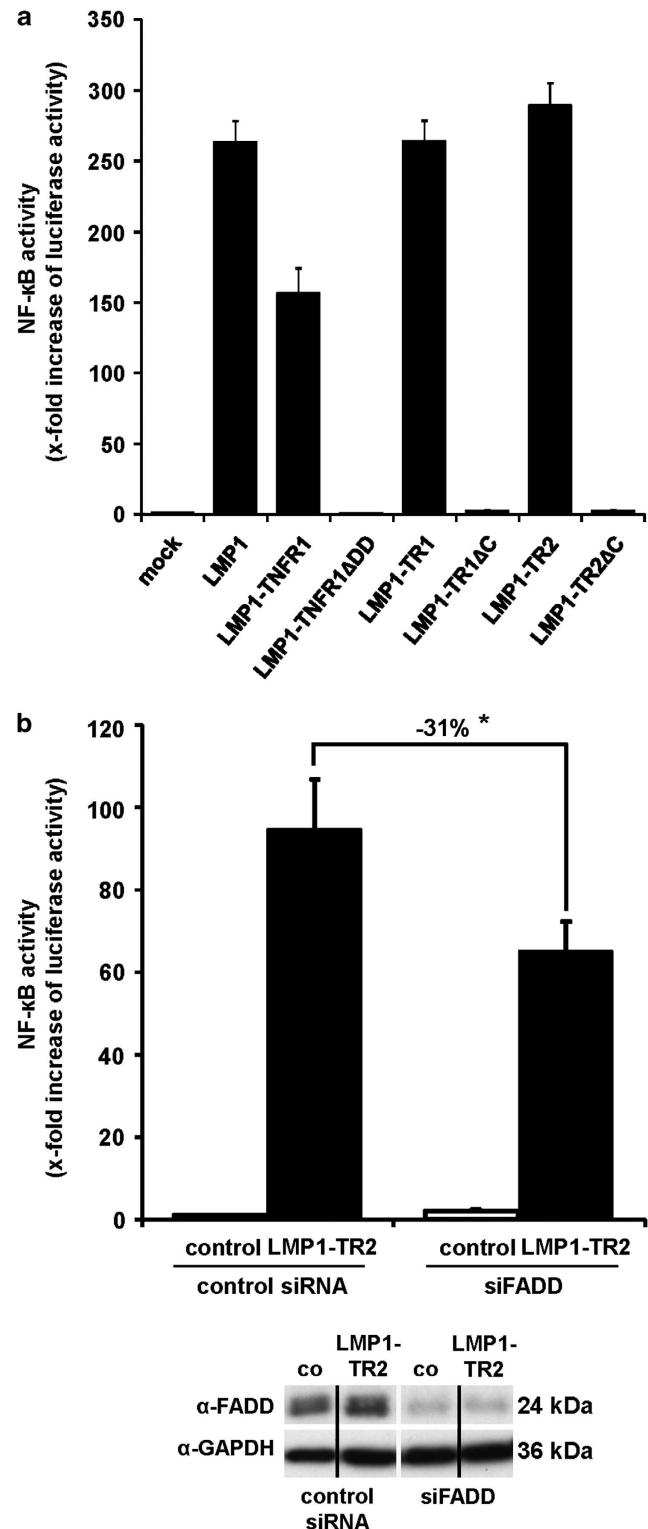 a
NF-κB activity
(x-fold increase of luciferase activity)
350
300
250
200
150
100
50
0
mock
LMP1
LMP1-TNFR1
LMP1-TNFR1ΔDD
LMP1-TR1
LMP1-TR1ΔC
LMP1-TR2
LMP1-TR2ΔC
b
NF-κB activity
(x-fold increase of luciferase activity)
120
100
80
60
40
20
0
-31% *
control LMP1-TR2 control LMP1-TR2
control siRNA siFADD
LMP1- LMP1-
co TR2 co TR2
α-FADD 24 kDa
α-GAPDH 36 kDa
control siFADD
siRNA